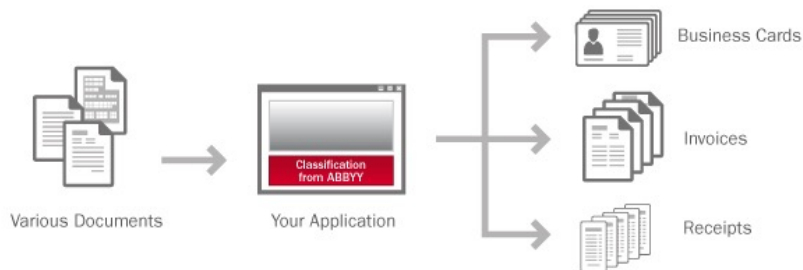 Business Cards
Classification
from ABBYY
Invoices
Various Documents
Your Application
Receipts